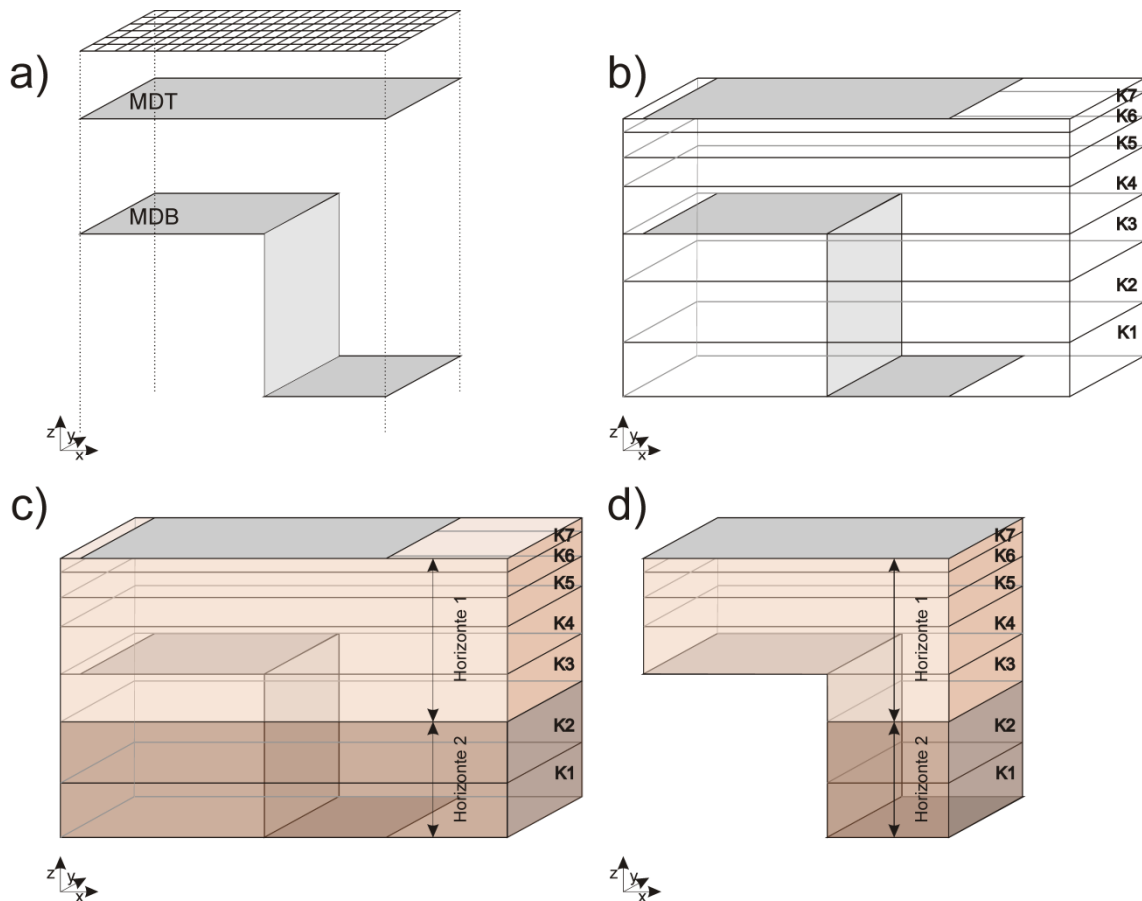 a)
MDT
MDB
z
y
x
b)
K7
K6
K5
K4
K3
K2
K1
z
y
x
c)
K7
K6
K5
K4
K3
K2
K1
Horizonte 1
Horizonte 2
z
y
x
d)
K7
K6
K5
K4
K3
K2
K1
Horizonte 1
Horizonte 2
z
y
x